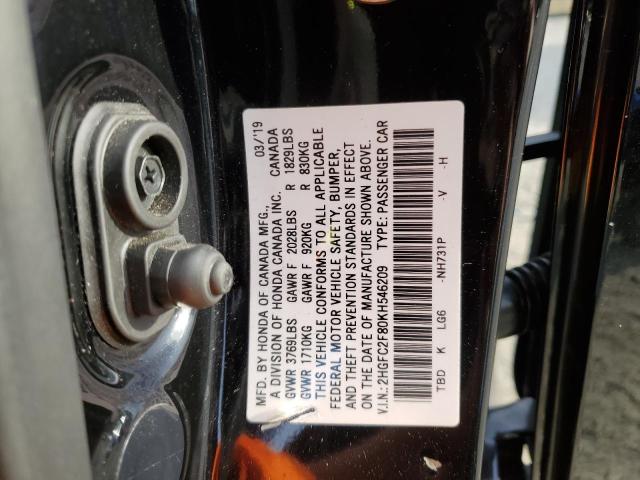 MFD. BY HONDA OF CANADA MFG., 03/'19
A DIVISION OF HONDA CANADA INC. CANADA
GVWR 3769LBS GAWR F 2028LBS R 1829LBS
GVWR 1710KG GAWR F 920KG R 830KG
THIS VEHICLE CONFORMS TO ALL APPLICABLE
FEDERAL MOTOR VEHICLE SAFETY, BUMPER,
AND THEFT PREVENTION STANDARDS IN EFFECT
ON THE DATE OF MANUFACTURE SHOWN ABOVE.
V.I.N.: 2HGFC2F80KH546209 TYPE: PASSENGER CAR
TBD K LG6 -NH731P -V -H